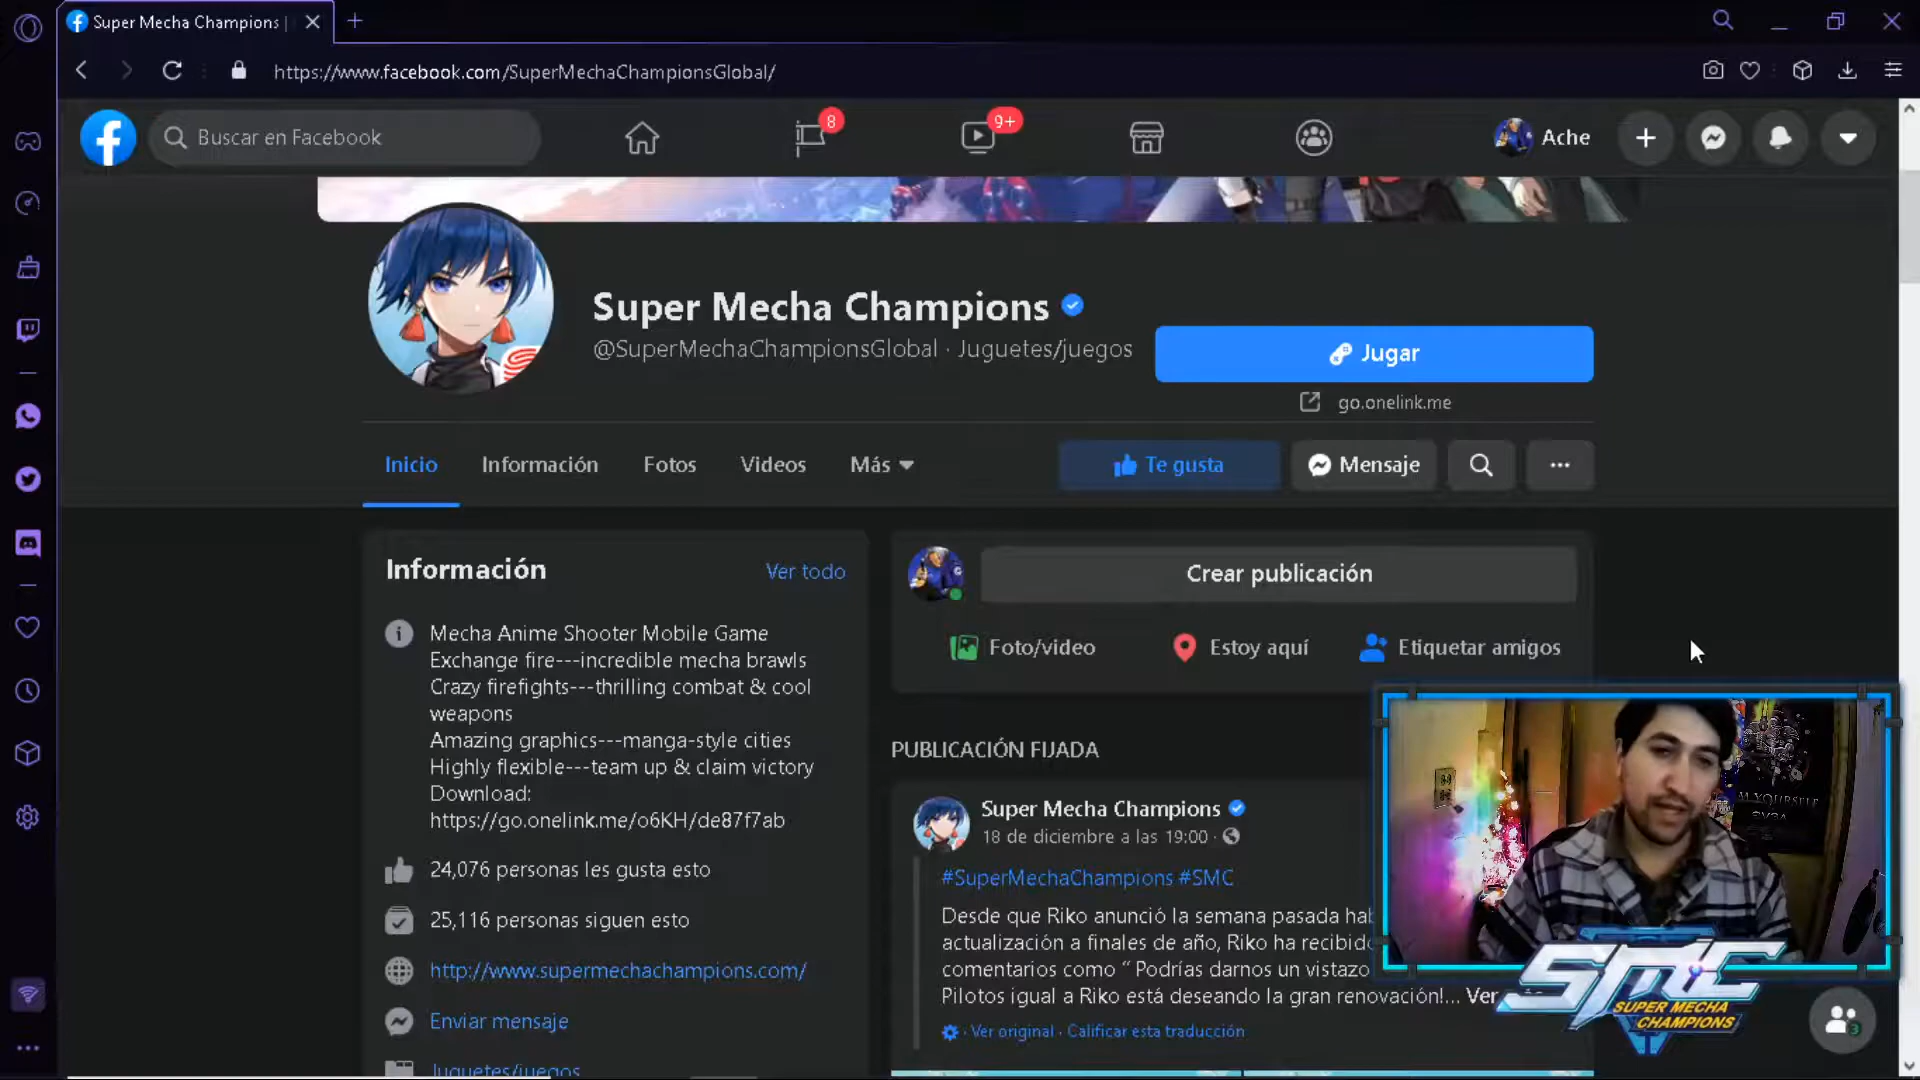 Super Mecha Champions |
https://www.facebook.com/SuperMechaChampionsGlobal/
Buscar en Facebook
8
9+
Ache
Super Mecha Champions
@SuperMechaChampionsGlobal · Juguetes/juegos
Jugar
go.onelink.me
Inicio
Información
Fotos
Videos
Más
Te gusta
Mensaje
Información
Ver todo
Mecha Anime Shooter Mobile Game
Exchange fire---incredible mecha brawls
Crazy firefights---thrilling combat & cool
weapons
Amazing graphics---manga-style cities
Highly flexible---team up & claim victory
Download:
https://go.onelink.me/o6KH/de87f7ab
24,076 personas les gusta esto
25,116 personas siguen esto
http://www.supermechachampions.com/
Enviar mensaje
Juguetes/juegos
Crear publicación
Foto/video
Estoy aquí
Etiquetar amigos
PUBLICACIÓN FIJADA
Super Mecha Champions
18 de diciembre a las 19:00 ·
#SuperMechaChampions #SMC
Desde que Riko anunció la semana pasada
actualización a finales de año, Riko ha recibido
comentarios como “ Podrías darnos un vistazo
Pilotos igual a Riko está deseando la gran renovación!... Ver
· Ver original · Calificar esta traducción
SMC
SUPER MECHA
CHAMPIONS
3